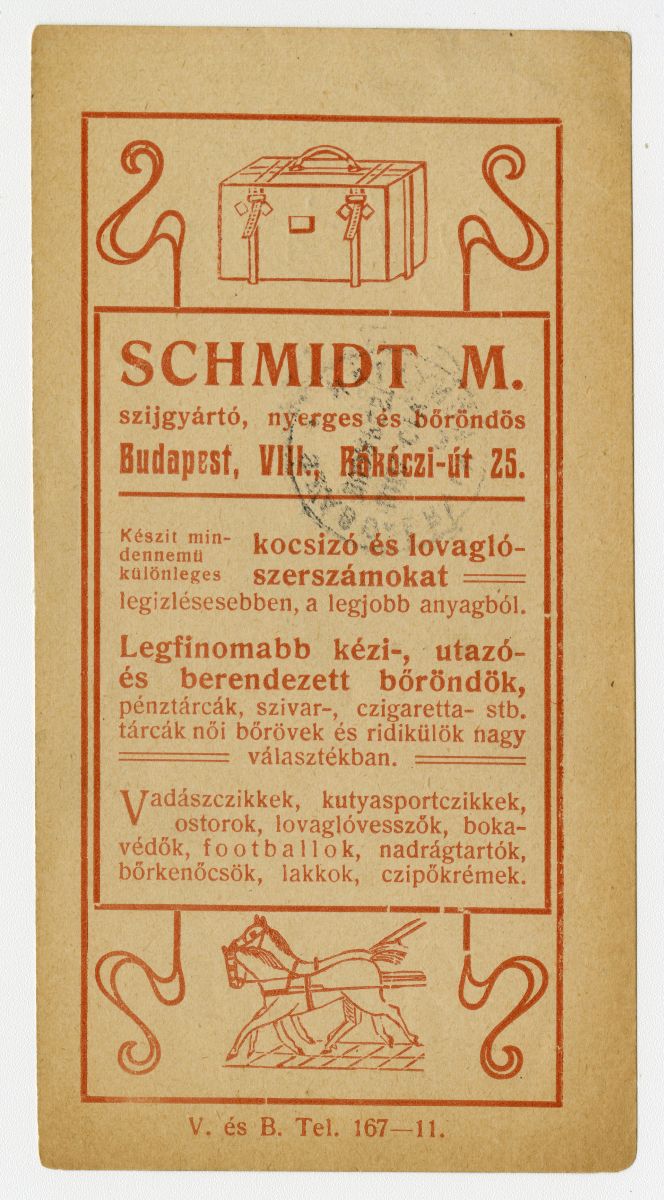 SCHMIDT M.
szijgyártó, nyerges és bőröndös
Budapest, VIII., Rákóczi-út 25.
Készit min-
dennemü
különleges
kocsizó és lovagló-
szerszámokat
legizlésesebben, a legjobb anyagból.
Legfinomabb kézi-, utazó-
és berendezett bőröndök,
pénztárcák, szivar-, czigaretta- stb.
tárcák női bőrövek és ridikülök nagy
választékban.
Vadászczikkek, kutyasportczikkek,
ostorok, lovaglóvesszők, boka-
védők, footballok, nadrágtartók,
bőrkenőcsök, lakkok, czipőkrémek.
V. és B. Tel. 167—11.